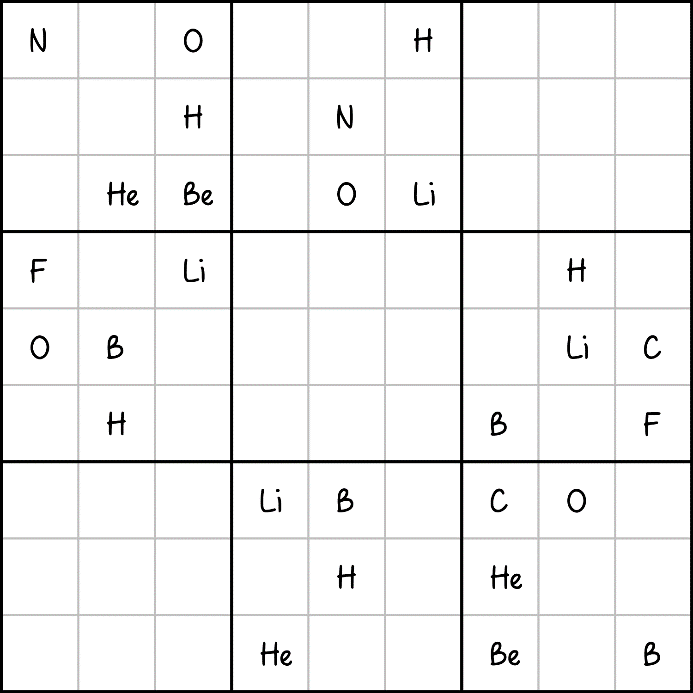 N O H
H N
He Be O Li
F Li H
O B Li C
H B F
Li B C O
H He
He Be B